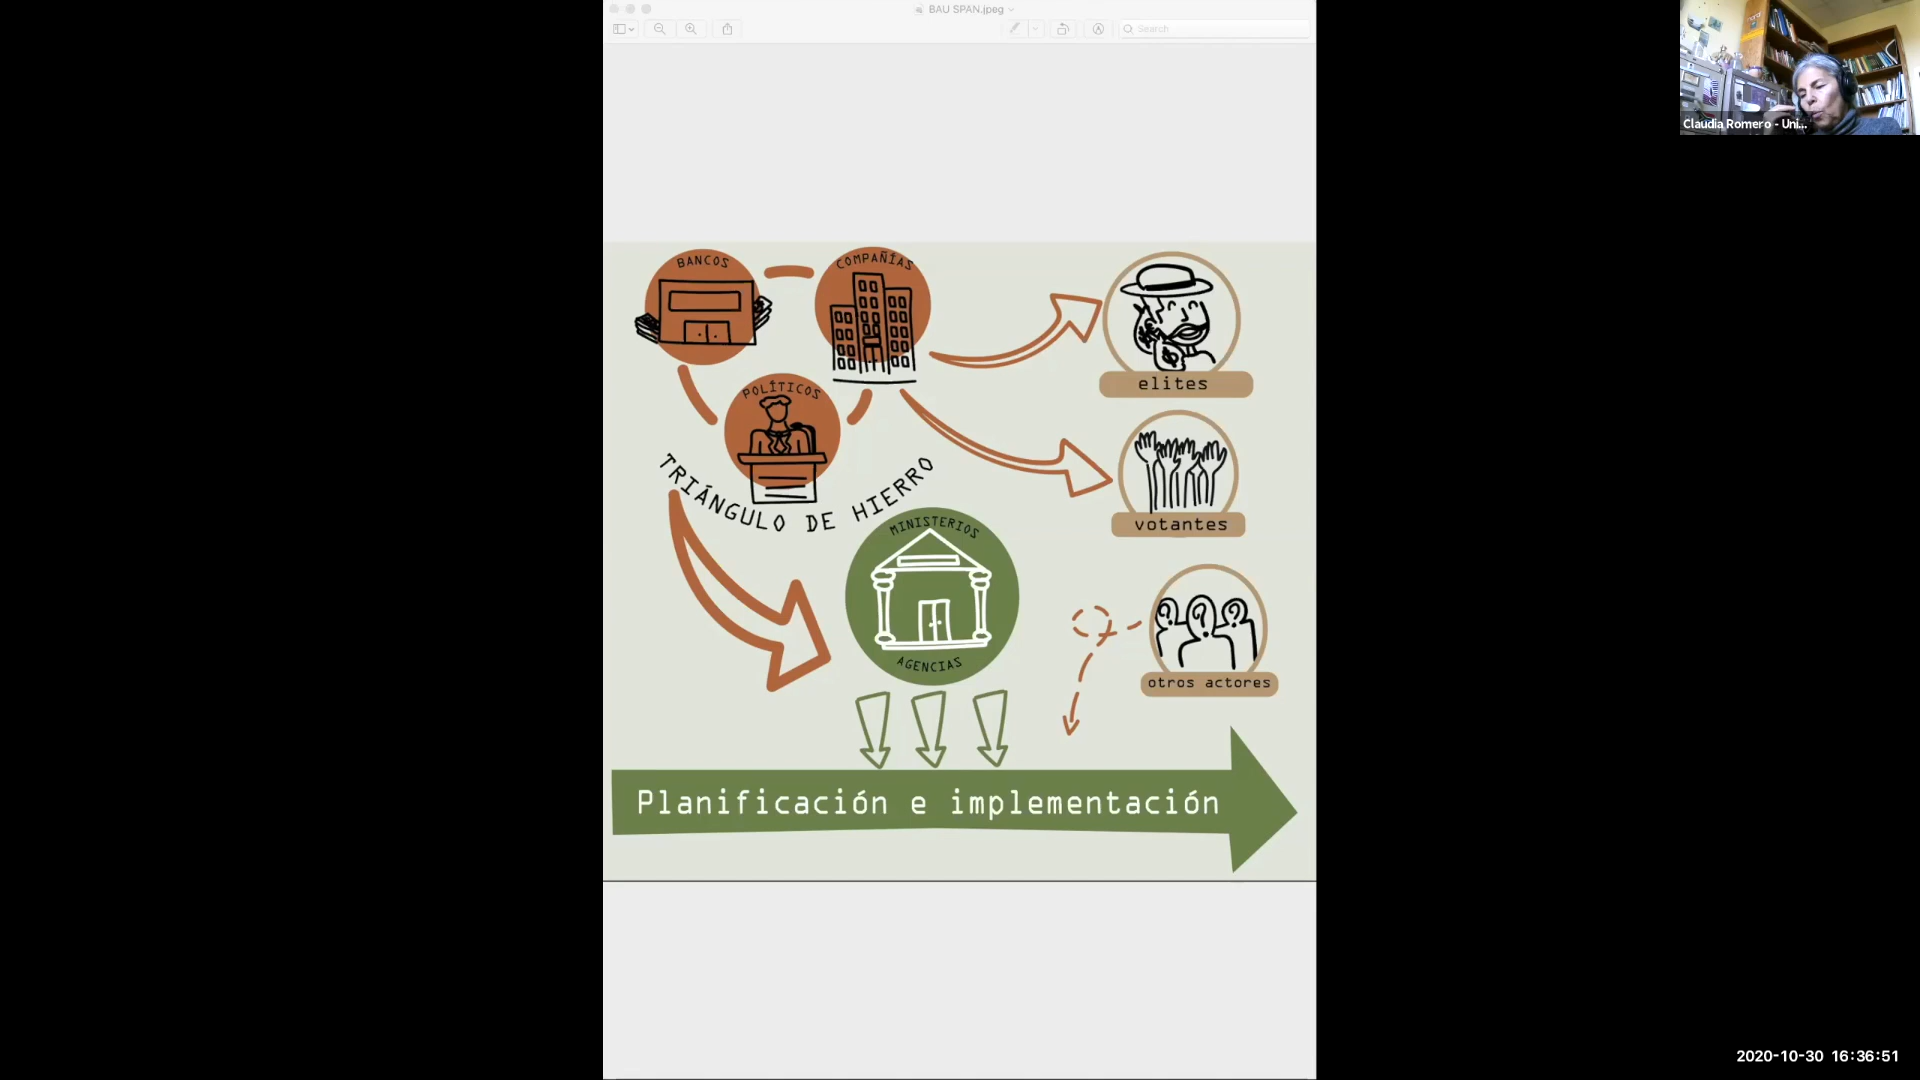 BAU SPAN.jpeg
Search
Claudia Romero - Uni...
BANCOS
COMPAÑÍAS
POLÍTICOS
TRIÁNGULO DE HIERRO
elites
votantes
MINISTERIOS
AGENCIAS
otros actores
Planificación e implementación
2020-10-30 16:36:51